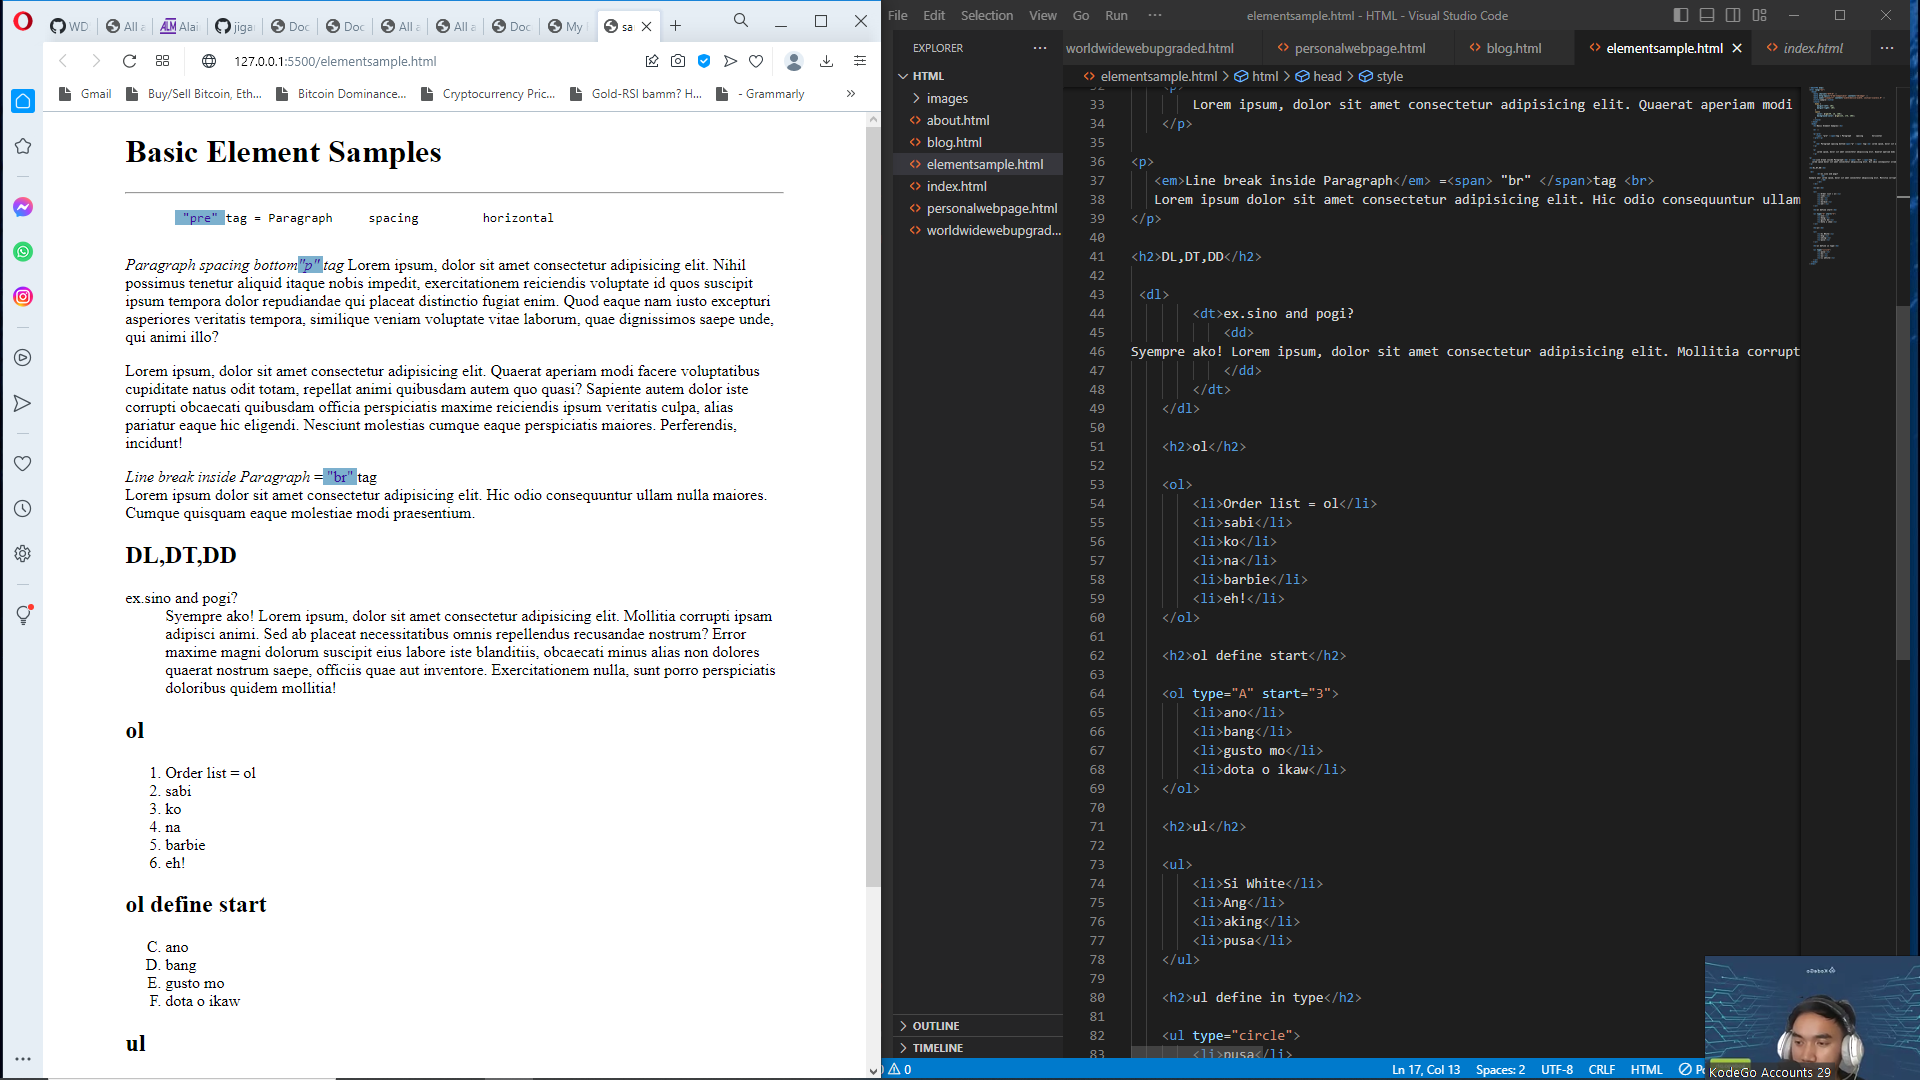 WD
All a
Alai
jiga
Doc
Doc
All a
All a
Doc
My I
sa
127.0.0.1:5500/elementsample.html
Gmail
Buy/Sell Bitcoin, Eth...
Bitcoin Dominance...
Cryptocurrency Pric...
Gold-RSI bamm? H...
- Grammarly
Basic Element Samples
"pre" tag = Paragraph spacing horizontal
Paragraph spacing bottom "p" tag Lorem ipsum, dolor sit amet consectetur adipisicing elit. Nihil
possimus tenetur aliquid itaque nobis impedit, exercitationem reiciendis voluptate id quos suscipit
ipsum tempora dolor repudiandae qui placeat distinctio fugiat enim. Quod eaque nam iusto excepturi
asperiores veritatis tempora, similique veniam voluptate vitae laborum, quae dignissimos saepe unde,
qui animi illo?
Lorem ipsum, dolor sit amet consectetur adipisicing elit. Quaerat aperiam modi facere voluptatibus
cupiditate natus odit totam, repellat animi quibusdam autem quo quasi? Sapiente autem dolor iste
corrupti obcaecati quibusdam officia perspiciatis maxime reiciendis ipsum veritatis culpa, alias
pariatur eaque hic eligendi. Nesciunt molestias cumque eaque perspiciatis maiores. Perferendis,
incidunt!
Line break inside Paragraph = "br" tag
Lorem ipsum dolor sit amet consectetur adipisicing elit. Hic odio consequuntur ullam nulla maiores.
Cumque quisquam eaque molestiae modi praesentium.
DL,DT,DD
ex.sino and pogi?
Syempre ako! Lorem ipsum, dolor sit amet consectetur adipisicing elit. Mollitia corrupti ipsam
adipisci animi. Sed ab placeat necessitatibus omnis repellendus recusandae nostrum? Error
maxime magni dolorum suscipit eius labore iste blanditiis, obcaecati minus alias non dolores
quaerat nostrum saepe, officiis quae aut inventore. Exercitationem nulla, sunt porro perspiciatis
doloribus quidem mollitia!
ol
1. Order list = ol
2. sabi
3. ko
4. na
5. barbie
6. eh!
ol define start
C. ano
D. bang
E. gusto mo
F. dota o ikaw
ul
File Edit Selection View Go Run ...
elementsample.html - HTML - Visual Studio Code
EXPLORER
HTML
images
about.html
blog.html
elementsample.html
index.html
personalwebpage.html
worldwidewebupgrad...
OUTLINE
TIMELINE
worldwidewebupgraded.html
personalwebpage.html
blog.html
elementsample.html
index.html
elementsample.html > html > head > style
32 <p>
33 Lorem ipsum, dolor sit amet consectetur adipisicing elit. Quaerat aperiam modi
34 </p>
35
36 <p>
37 <em>Line break inside Paragraph</em> =<span> "br" </span>tag <br>
38 Lorem ipsum dolor sit amet consectetur adipisicing elit. Hic odio consequuntur ullam
39 </p>
40
41 <h2>DL,DT,DD</h2>
42
43 <dl>
44 <dt>ex.sino and pogi?
45 <dd>
46 Syempre ako! Lorem ipsum, dolor sit amet consectetur adipisicing elit. Mollitia corrupt
47 </dd>
48 </dt>
49 </dl>
50
51 <h2>ol</h2>
52
53 <ol>
54 <li>Order list = ol</li>
55 <li>sabi</li>
56 <li>ko</li>
57 <li>na</li>
58 <li>barbie</li>
59 <li>eh!</li>
60 </ol>
61
62 <h2>ol define start</h2>
63
64 <ol type="A" start="3">
65 <li>ano</li>
66 <li>bang</li>
67 <li>gusto mo</li>
68 <li>dota o ikaw</li>
69 </ol>
70
71 <h2>ul</h2>
72
73 <ul>
74 <li>Si White</li>
75 <li>Ang</li>
76 <li>aking</li>
77 <li>pusa</li>
78 </ul>
79
80 <h2>ul define in type</h2>
81
82 <ul type="circle">
83 <li>pusa</li>
0
Ln 17, Col 13
Spaces: 2
UTF-8
CRLF
HTML
KodeGo Accounts 29